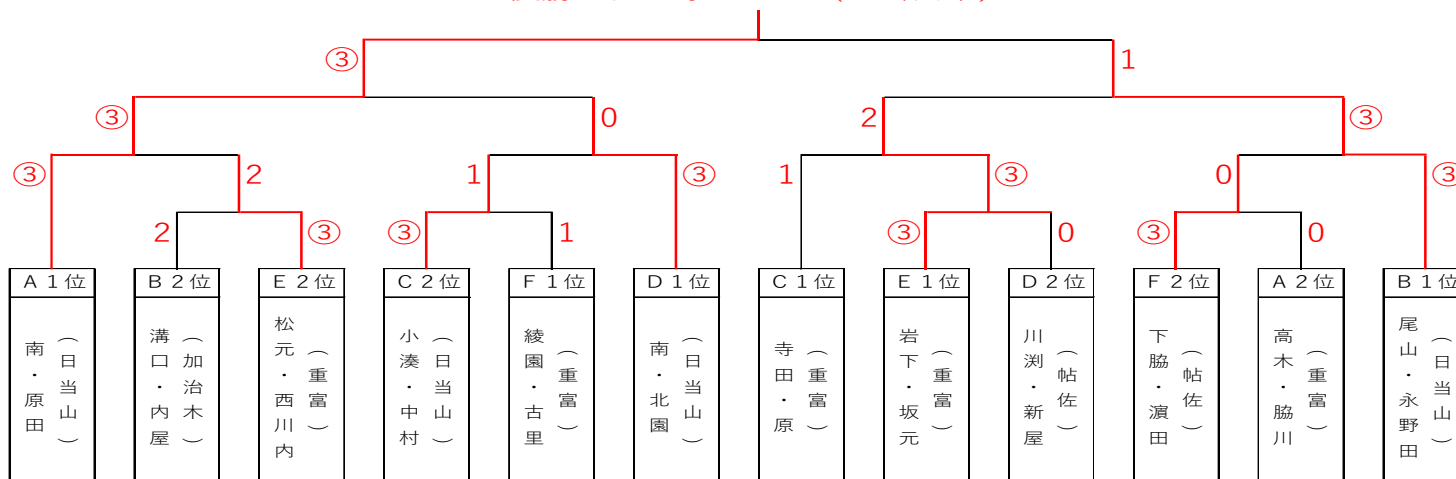 ③ 1
③ 0 2 ③
③ 2 1 ③ 1 ③ 0 ③
2 ③ ③ 1 ③ 0 ③ 0
A1位 B2位 E2位 C2位 F1位 D1位 C1位 E1位 D2位 F2位 A2位 B1位
南・原田 (日当山)
溝口・内屋 (加治木)
松元・西川内 (重富)
小湊・中村 (日当山)
綾園・古里 (重富)
南・北園 (日当山)
寺田・原 (重富)
岩下・坂元 (重富)
川渕・新屋 (帖佐)
下脇・濵田 (帖佐)
高木・脇川 (重富)
尾山・永野田 (日当山)